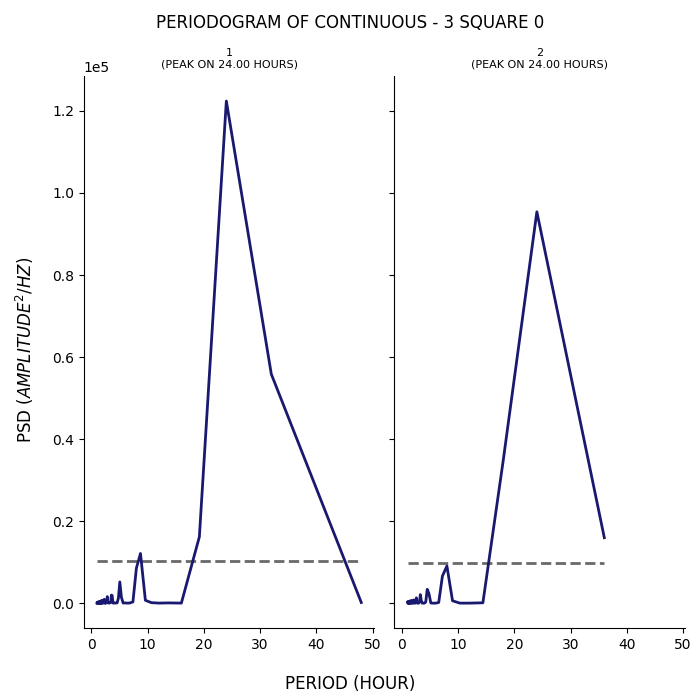 PERIODOGRAM OF CONTINUOUS - 3 SQUARE 0
1
(PEAK ON 24.00 HOURS)
2
(PEAK ON 24.00 HOURS)
1e5
1.2
1.0
0.8
0.6
0.4
0.2
0.0
PSD (AMPLITUDE²/HZ)
0 10 20 30 40 50
0 10 20 30 40 50
PERIOD (HOUR)